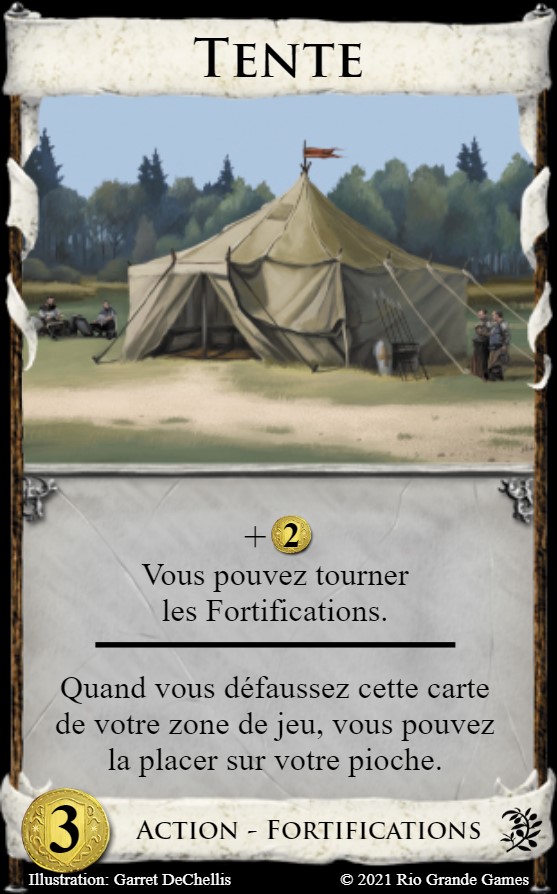 Tente
+2
Vous pouvez tourner
les Fortifications.
Quand vous défaussez cette carte
de votre zone de jeu, vous pouvez
la placer sur votre pioche.
3 Action - Fortifications
Illustration: Garret DeChellis © 2021 Rio Grande Games